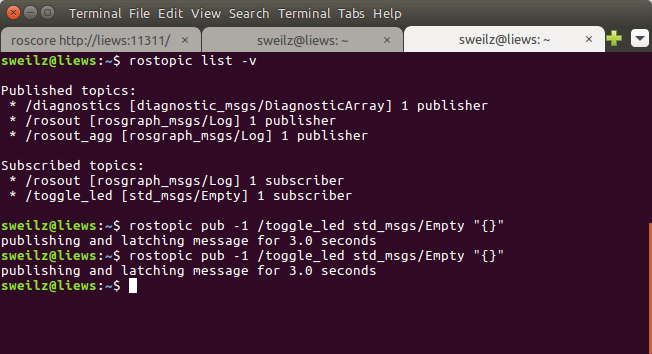 Terminal File Edit View Search Terminal Tabs Help
roscore http://liews:11311/ × sweilz@liews: ~ × sweilz@liews: ~ ×
sweilz@liews:~$ rostopic list -v

Published topics:
 * /diagnostics [diagnostic_msgs/DiagnosticArray] 1 publisher
 * /rosout [rosgraph_msgs/Log] 1 publisher
 * /rosout_agg [rosgraph_msgs/Log] 1 publisher

Subscribed topics:
 * /rosout [rosgraph_msgs/Log] 1 subscriber
 * /toggle_led [std_msgs/Empty] 1 subscriber

sweilz@liews:~$ rostopic pub -1 /toggle_led std_msgs/Empty "{}"
publishing and latching message for 3.0 seconds
sweilz@liews:~$ rostopic pub -1 /toggle_led std_msgs/Empty "{}"
publishing and latching message for 3.0 seconds
sweilz@liews:~$